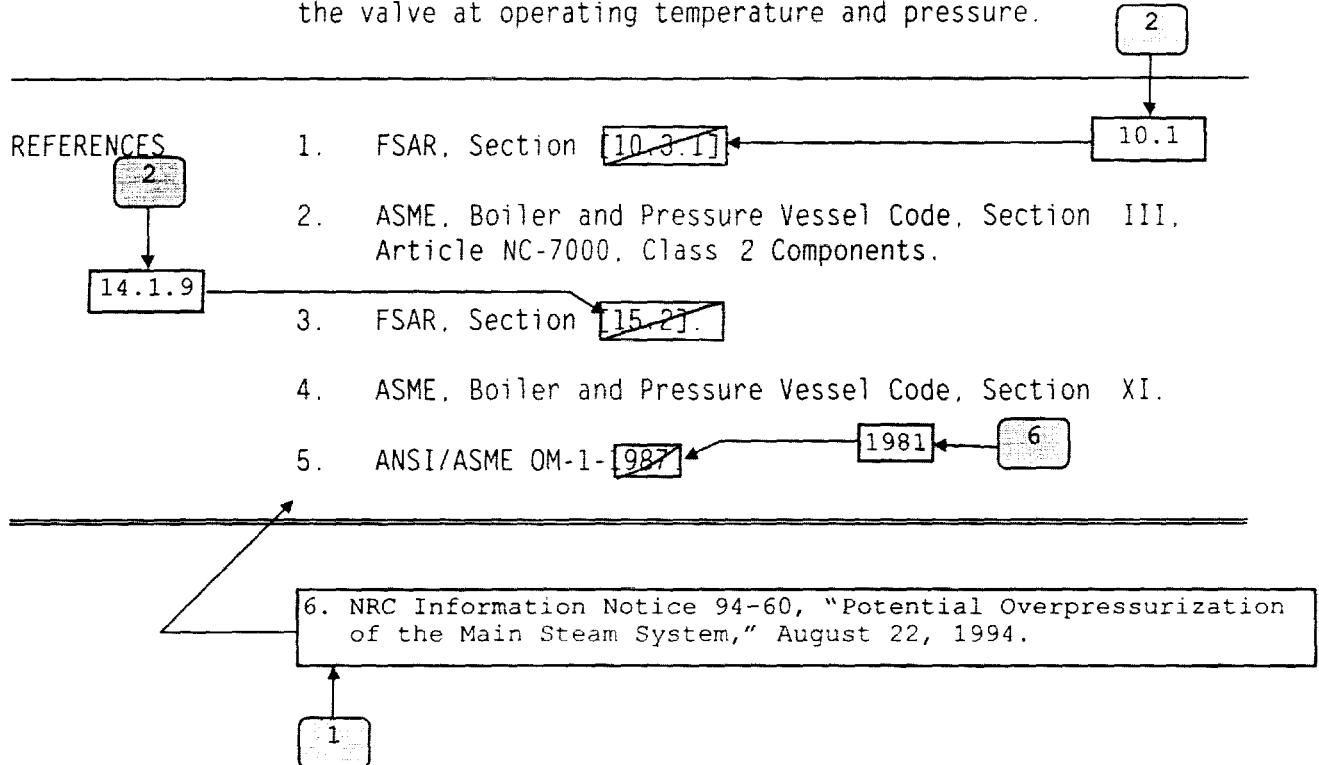 the valve at operating temperature and pressure.
2
REFERENCES 1. FSAR, Section [10.3.1] 10.1
2
2. ASME, Boiler and Pressure Vessel Code, Section III,
Article NC-7000, Class 2 Components.
14.1.9
3. FSAR, Section [15.2].
4. ASME, Boiler and Pressure Vessel Code, Section XI.
1981 6
5. ANSI/ASME OM-1-1987
6. NRC Information Notice 94-60, "Potential Overpressurization
of the Main Steam System," August 22, 1994.
1